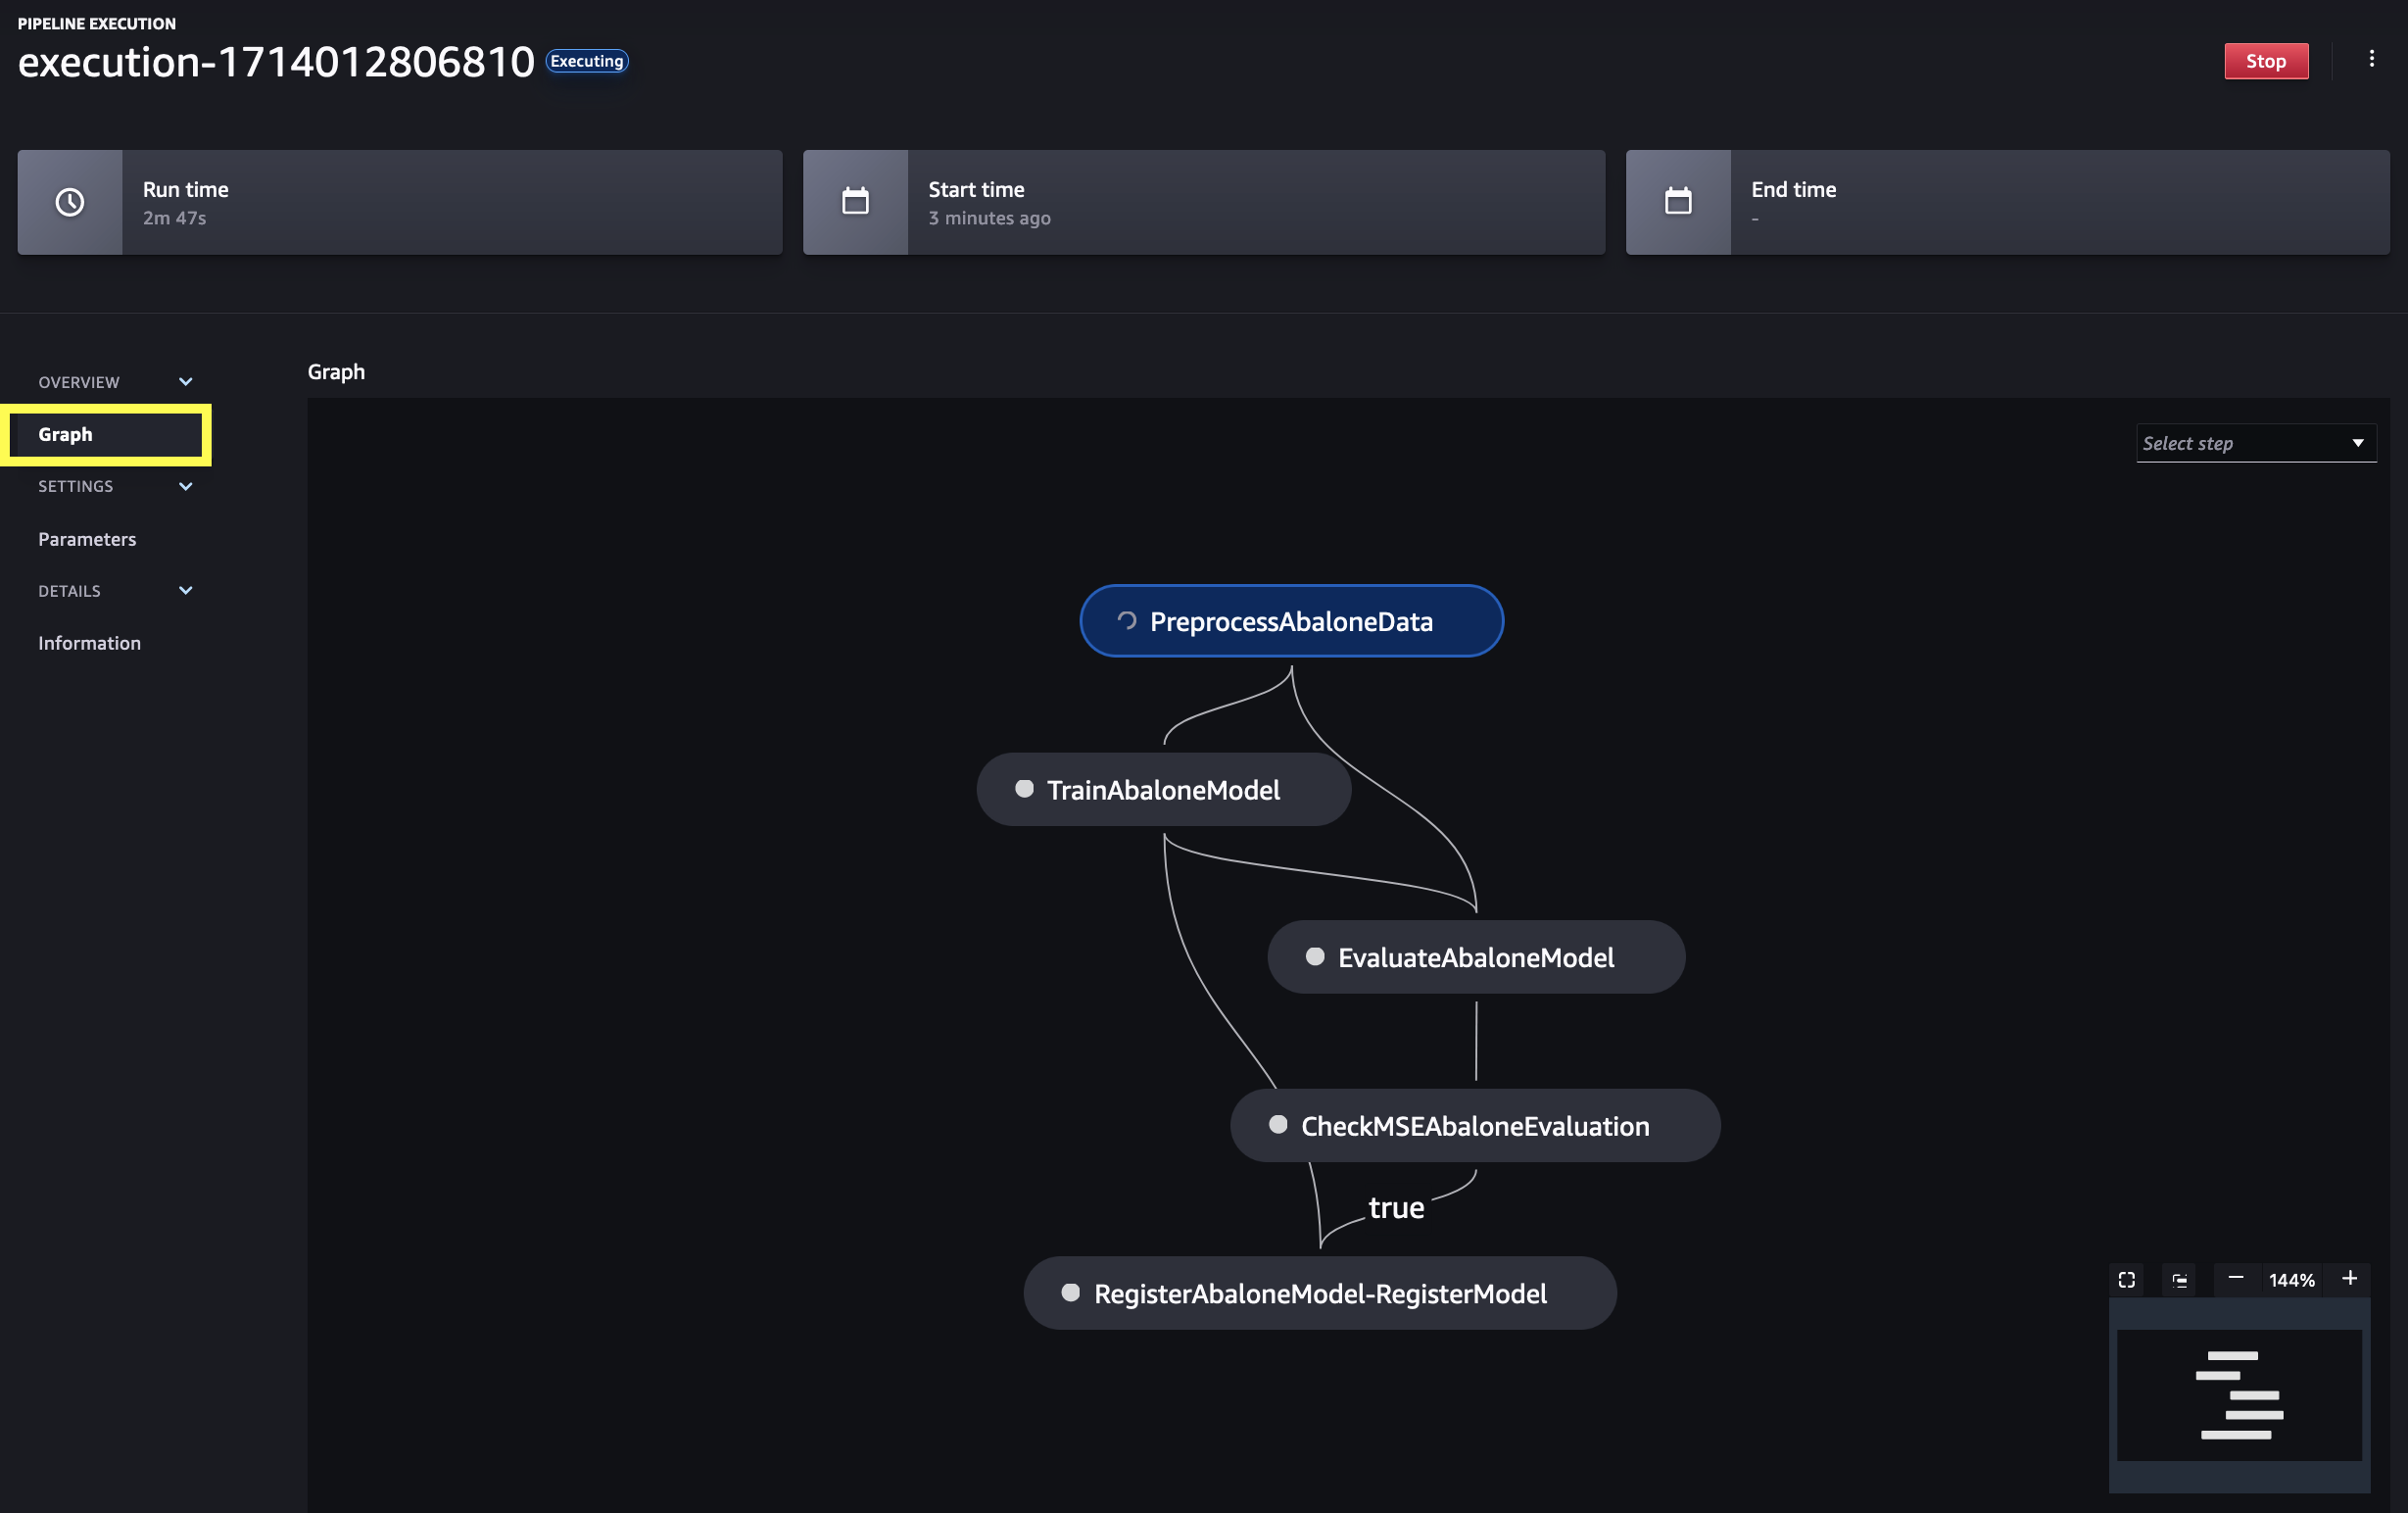 PIPELINE EXECUTION
execution-1714012806810 Executing
Stop
Run time
2m 47s
Start time
3 minutes ago
End time
-
OVERVIEW
Graph
SETTINGS
Parameters
DETAILS
Information
Graph
Select step
PreprocessAbaloneData
TrainAbaloneModel
EvaluateAbaloneModel
CheckMSEAbaloneEvaluation
true
RegisterAbaloneModel-RegisterModel
144%